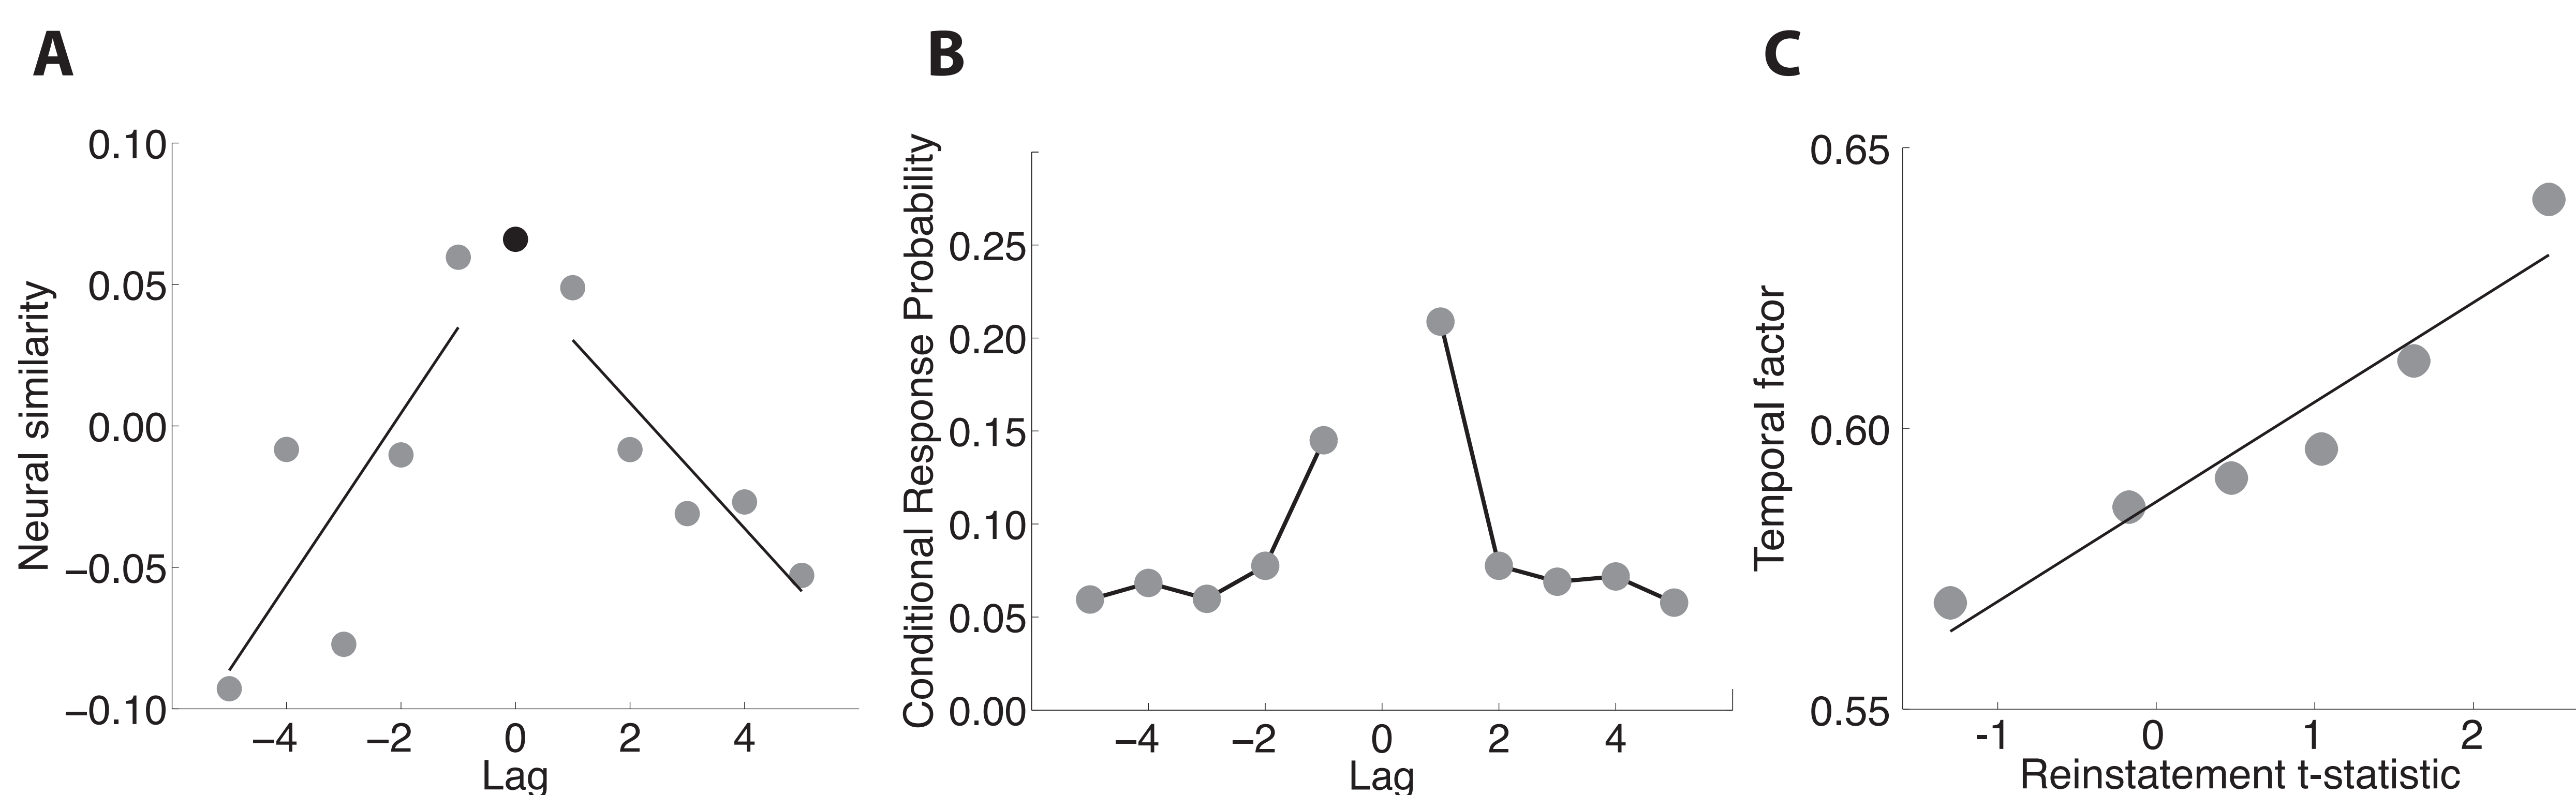 A
B
C
Neural similarity
0.10
0.05
0.00
−0.05
−0.10
−4 −2 0 2 4
Lag
Conditional Response Probability
0.25
0.20
0.15
0.10
0.05
0.00
−4 −2 0 2 4
Lag
Temporal factor
0.65
0.60
0.55
-1 0 1 2
Reinstatement t-statistic